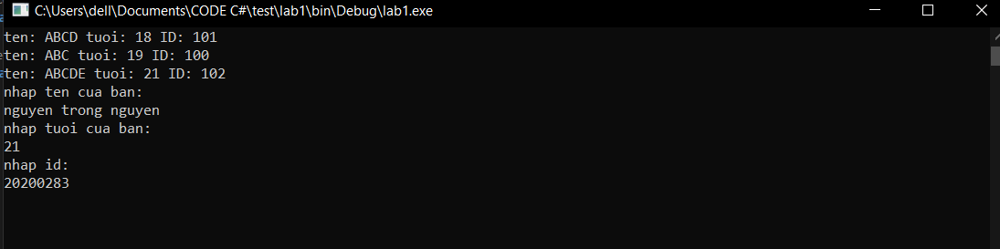 C:\Users\dell\Documents\CODE C#\test\lab1\bin\Debug\lab1.exe
ten: ABCD tuoi: 18 ID: 101
ten: ABC tuoi: 19 ID: 100
ten: ABCDE tuoi: 21 ID: 102
nhap ten cua ban:
nguyen trong nguyen
nhap tuoi cua ban:
21
nhap id:
20200283